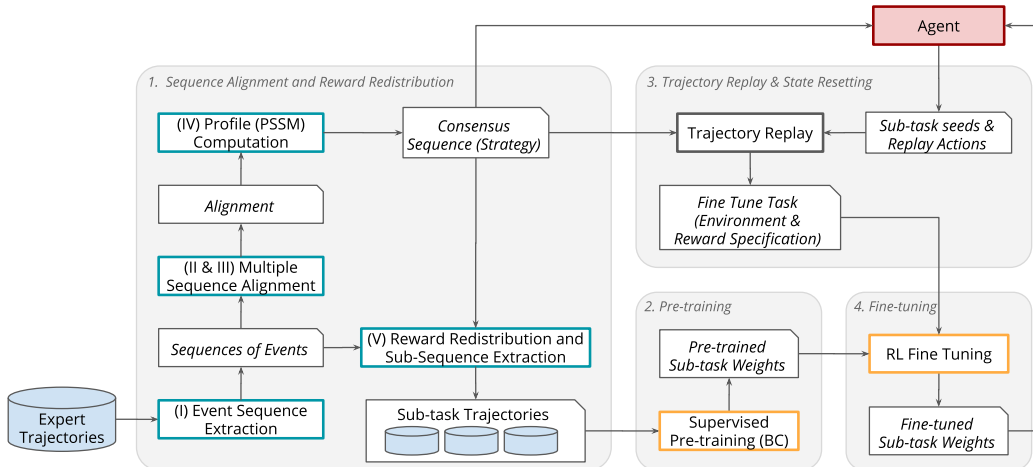 Agent
1. Sequence Alignment and Reward Redistribution
(IV) Profile (PSSM)
Computation
Consensus
Sequence (Strategy)
Alignment
(II & III) Multiple
Sequence Alignment
Sequences of Events
(V) Reward Redistribution and
Sub-Sequence Extraction
Expert
Trajectories
(I) Event Sequence
Extraction
Sub-task Trajectories
3. Trajectory Replay & State Resetting
Trajectory Replay
Sub-task seeds &
Replay Actions
Fine Tune Task
(Environment &
Reward Specification)
2. Pre-training
Pre-trained
Sub-task Weights
Supervised
Pre-training (BC)
4. Fine-tuning
RL Fine Tuning
Fine-tuned
Sub-task Weights